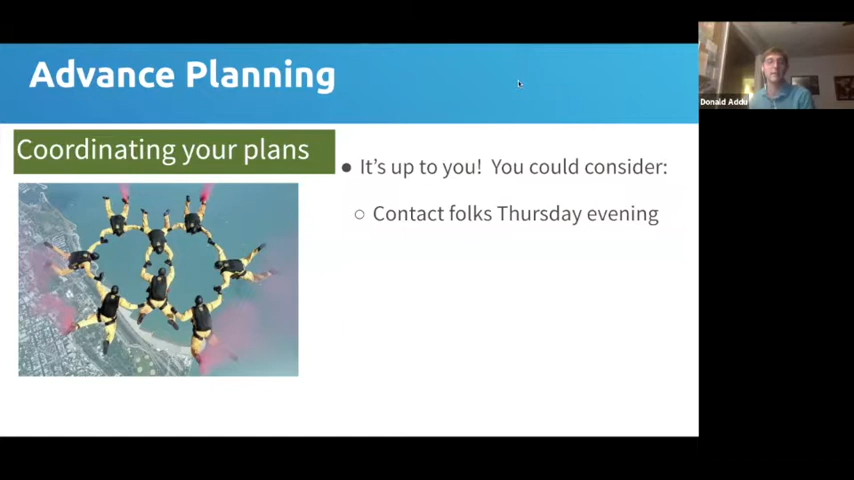 Advance Planning
Donald Addu
Coordinating your plans
● It's up to you! You could consider:
○ Contact folks Thursday evening